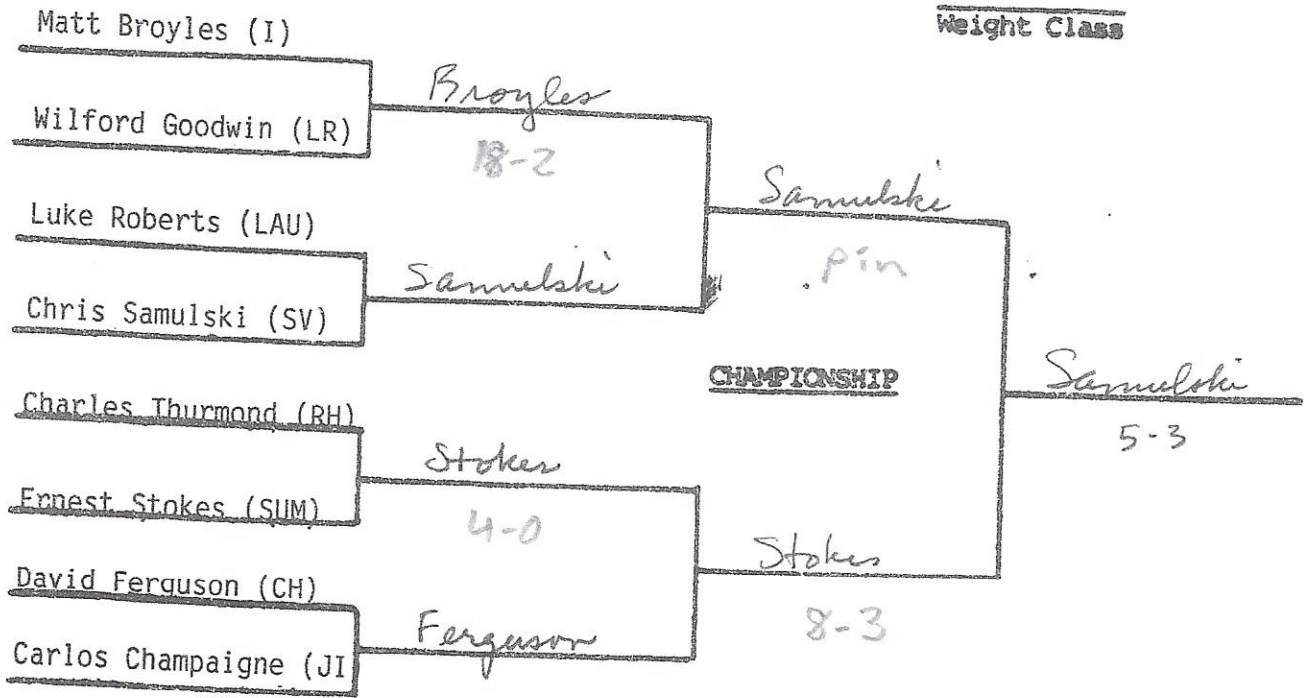 Weight Class
Matt Broyles (I)
Broyles
Wilford Goodwin (LR)
18-2
Samulski
Luke Roberts (LAU)
pin
Samulski
Chris Samulski (SV)
CHAMPIONSHIP
Samulski
Charles Thurmond (RH)
5-3
Stokes
Ernest Stokes (SUM)
4-0
Stokes
David Ferguson (CH)
8-3
Ferguson
Carlos Champaigne (JI